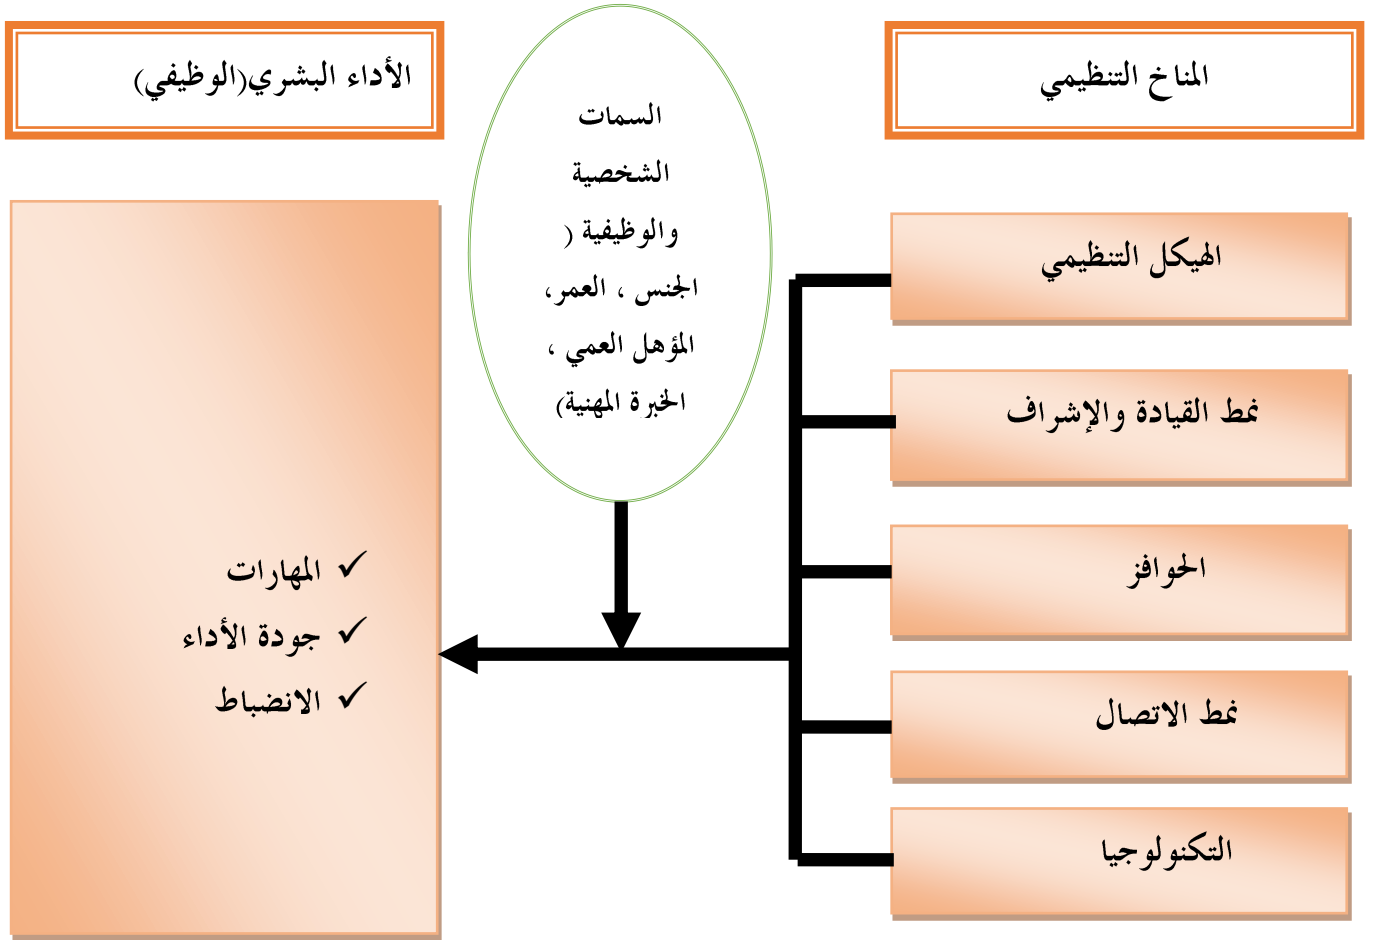 المناخ التنظيمي
الهيكل التنظيمي
نمط القيادة والإشراف
الحوافز
نمط الاتصال
التكنولوجيا
السمات
الشخصية
والوظيفية (
الجنس ، العمر،
المؤهل العمي ،
الخبرة المهنية)
الأداء البشري(الوظيفي)
✓ المهارات
✓ جودة الأداء
✓ الانضباط